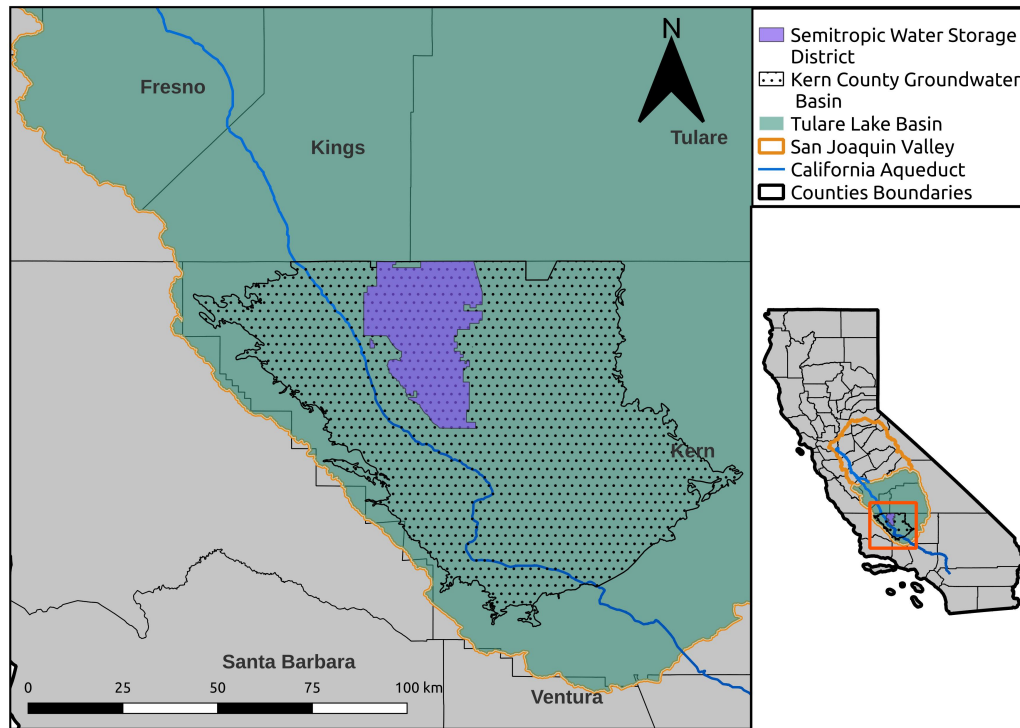 N
Fresno
Kings
Tulare
Kern
Santa Barbara
Ventura
0 25 50 75 100 km
Semitropic Water Storage
District
Kern County Groundwater
Basin
Tulare Lake Basin
San Joaquin Valley
California Aqueduct
Counties Boundaries